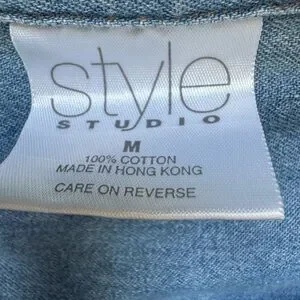 style
STUDIO
M
100% COTTON
MADE IN HONG KONG
CARE ON REVERSE